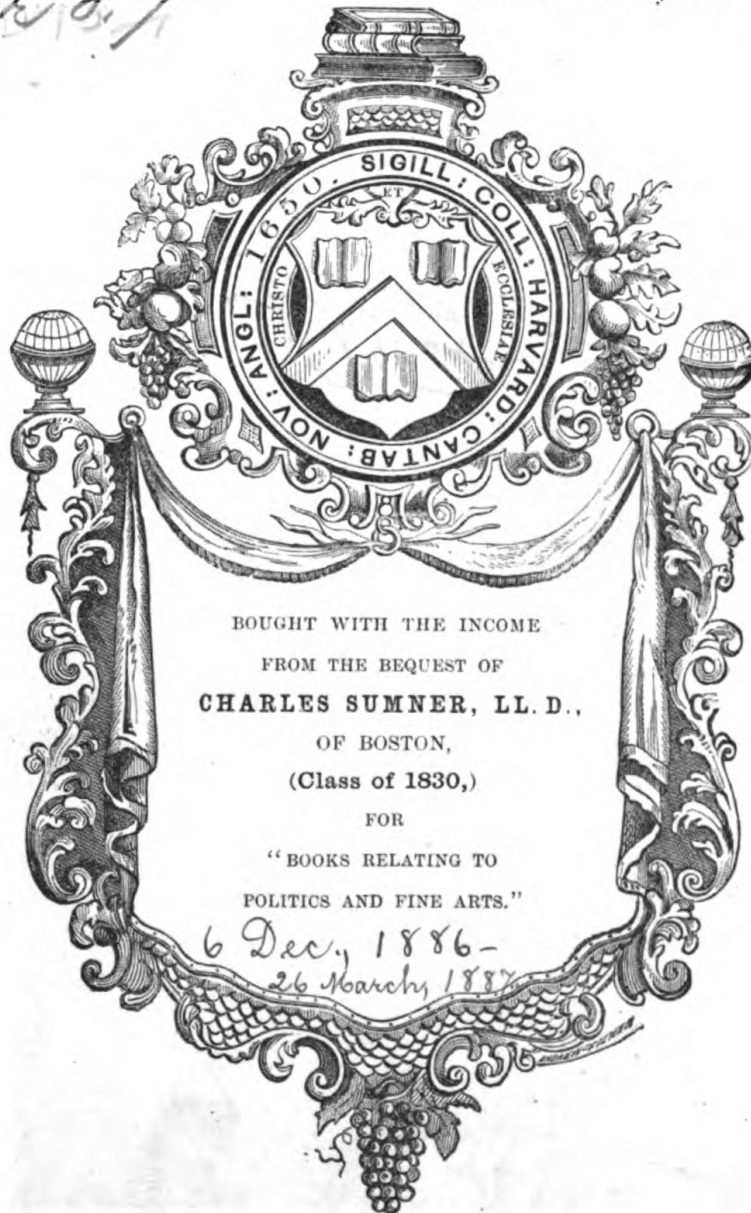 SIGILL: COLL: HARVARD: CANTAB: NOV: ANGL: 1650.
ET
CHRISTO
ECCLESIAE
BOUGHT WITH THE INCOME
FROM THE BEQUEST OF
CHARLES SUMNER, LL. D.,
OF BOSTON,
(Class of 1830,)
FOR
"BOOKS RELATING TO
POLITICS AND FINE ARTS."
6 Dec., 1886–
26 March, 1887